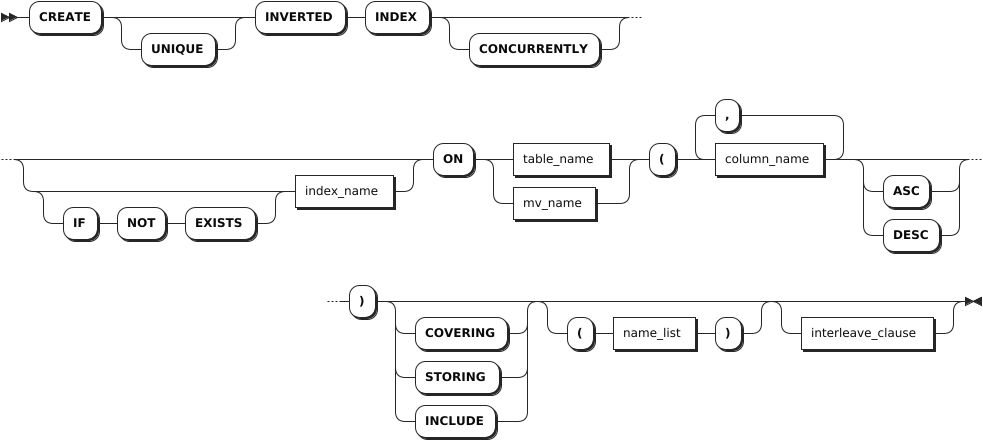 CREATE UNIQUE INVERTED INDEX CONCURRENTLY
IF NOT EXISTS index_name ON table_name mv_name ( , column_name ASC DESC
) COVERING STORING INCLUDE ( name_list ) interleave_clause